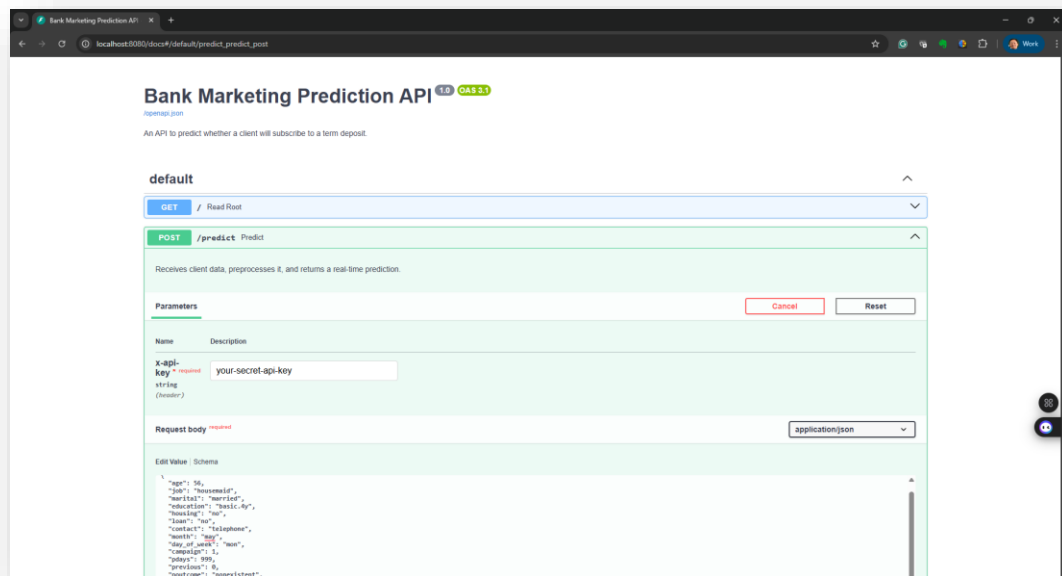 Bank Marketing Prediction API
localhost:8080/docs#/default/predict_predict_post
Work
Bank Marketing Prediction API 1.0 OAS 3.1
/openapi.json
An API to predict whether a client will subscribe to a term deposit.
default
GET / Read Root
POST /predict Predict
Receives client data, preprocesses it, and returns a real-time prediction.
Parameters Cancel Reset
Name Description
x-api-key * required your-secret-api-key
string
(header)
Request body required application/json
Edit Value | Schema
{
"age": 56,
"job": "housemaid",
"marital": "married",
"education": "basic.4y",
"housing": "no",
"loan": "no",
"contact": "telephone",
"month": "may",
"day_of_week": "mon",
"campaign": 1,
"pdays": 999,
"previous": 0,
"poutcome": "nonexistent",